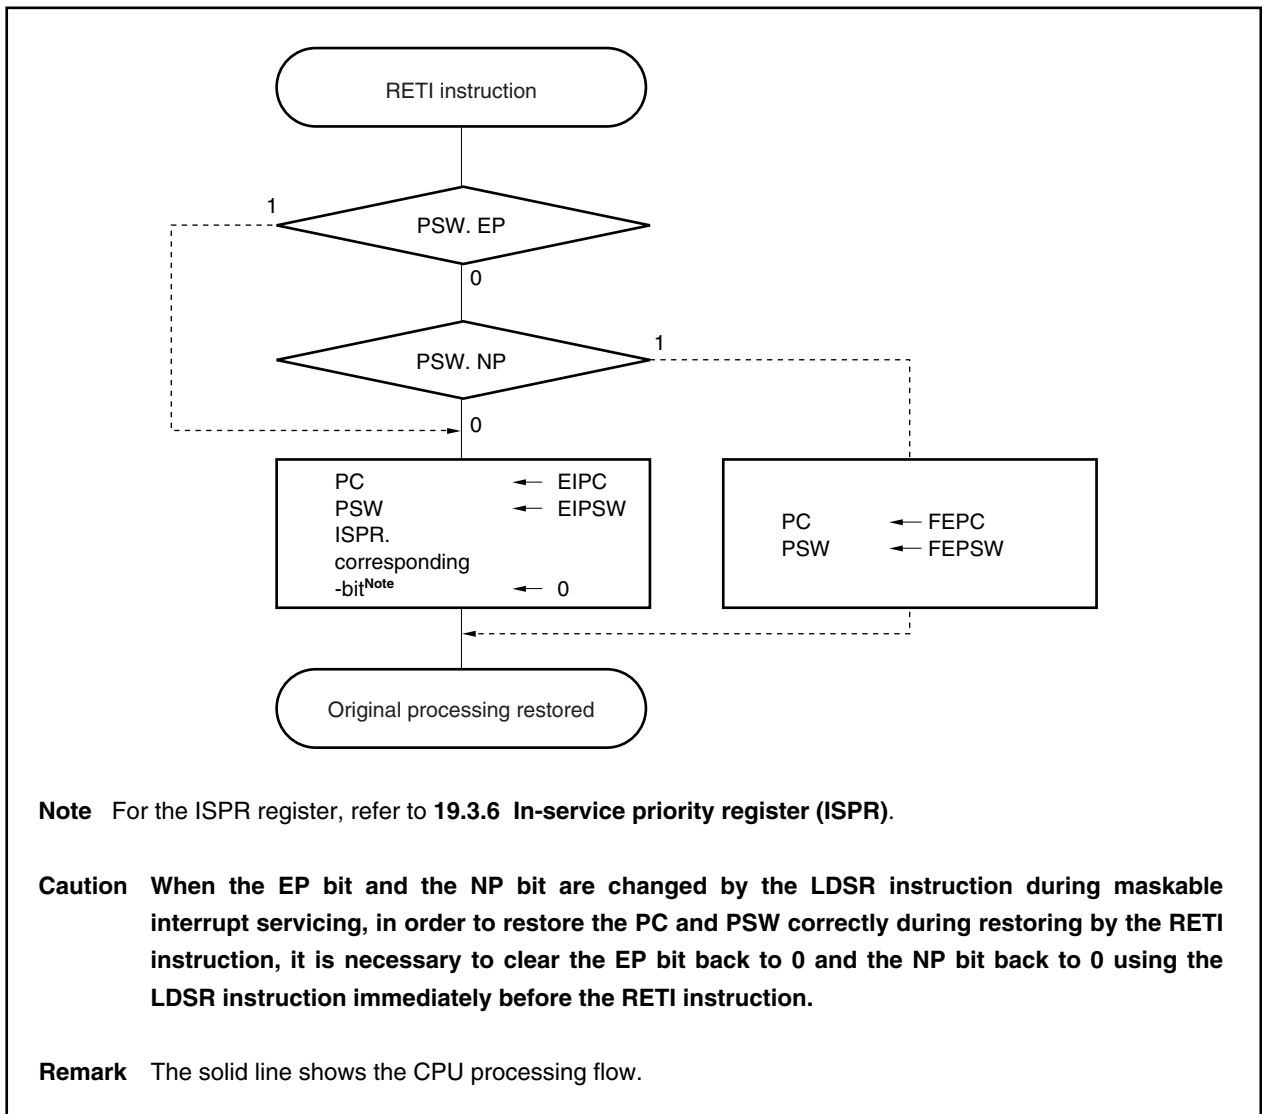 RETI instruction
1
PSW. EP
0
PSW. NP
1
0
PC ← EIPC
PSW ← EIPSW
ISPR.
corresponding
-bitNote ← 0
PC ← FEPC
PSW ← FEPSW
Original processing restored
Note For the ISPR register, refer to 19.3.6 In-service priority register (ISPR).
Caution When the EP bit and the NP bit are changed by the LDSR instruction during maskable
interrupt servicing, in order to restore the PC and PSW correctly during restoring by the RETI
instruction, it is necessary to clear the EP bit back to 0 and the NP bit back to 0 using the
LDSR instruction immediately before the RETI instruction.
Remark The solid line shows the CPU processing flow.